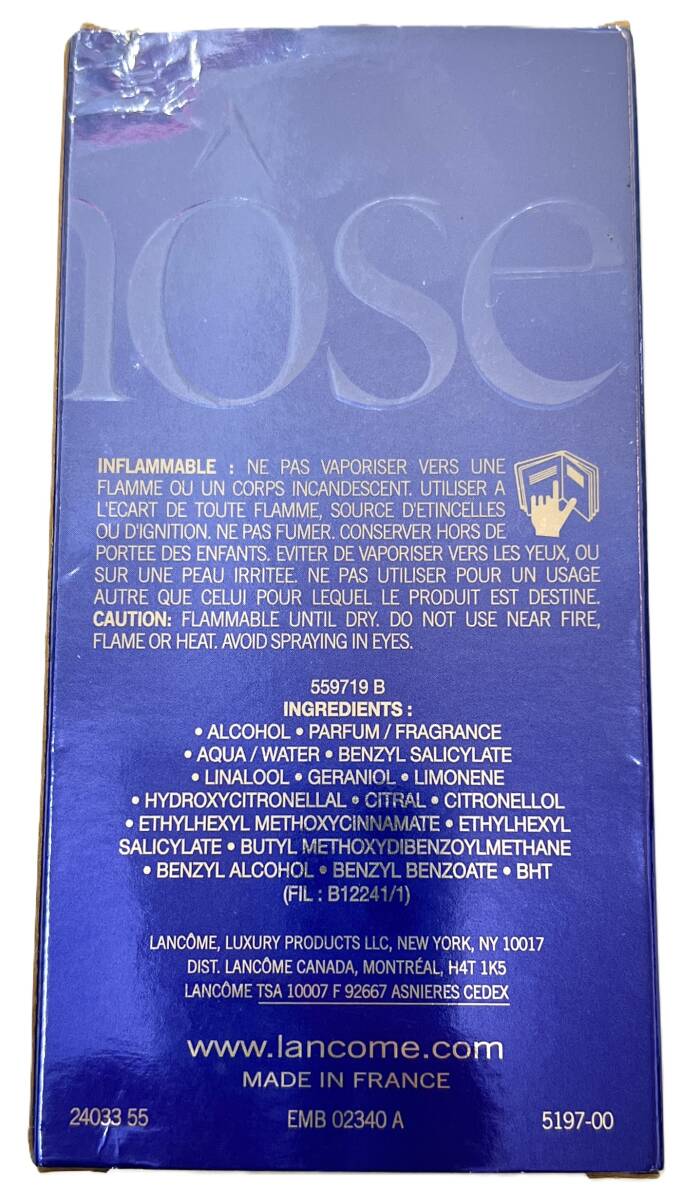 ôse
INFLAMMABLE : NE PAS VAPORISER VERS UNE
FLAMME OU UN CORPS INCANDESCENT. UTILISER A
L'ECART DE TOUTE FLAMME, SOURCE D'ETINCELLES
OU D'IGNITION. NE PAS FUMER. CONSERVER HORS DE
PORTEE DES ENFANTS. EVITER DE VAPORISER VERS LES YEUX, OU
SUR UNE PEAU IRRITEE. NE PAS UTILISER POUR UN USAGE
AUTRE QUE CELUI POUR LEQUEL LE PRODUIT EST DESTINE.
CAUTION: FLAMMABLE UNTIL DRY. DO NOT USE NEAR FIRE,
FLAME OR HEAT. AVOID SPRAYING IN EYES.
559719 B
INGREDIENTS :
• ALCOHOL • PARFUM / FRAGRANCE
• AQUA / WATER • BENZYL SALICYLATE
• LINALOOL • GERANIOL • LIMONENE
• HYDROXYCITRONELLAL • CITRAL • CITRONELLOL
• ETHYLHEXYL METHOXYCINNAMATE • ETHYLHEXYL
SALICYLATE • BUTYL METHOXYDIBENZOYLMETHANE
• BENZYL ALCOHOL • BENZYL BENZOATE • BHT
(FIL : B12241/1)
LANCÔME, LUXURY PRODUCTS LLC, NEW YORK, NY 10017
DIST. LANCÔME CANADA, MONTRÉAL, H4T 1K5
LANCÔME TSA 10007 F 92667 ASNIERES CEDEX
www.lancome.com
MADE IN FRANCE
24033 55 EMB 02340 A 5197-00